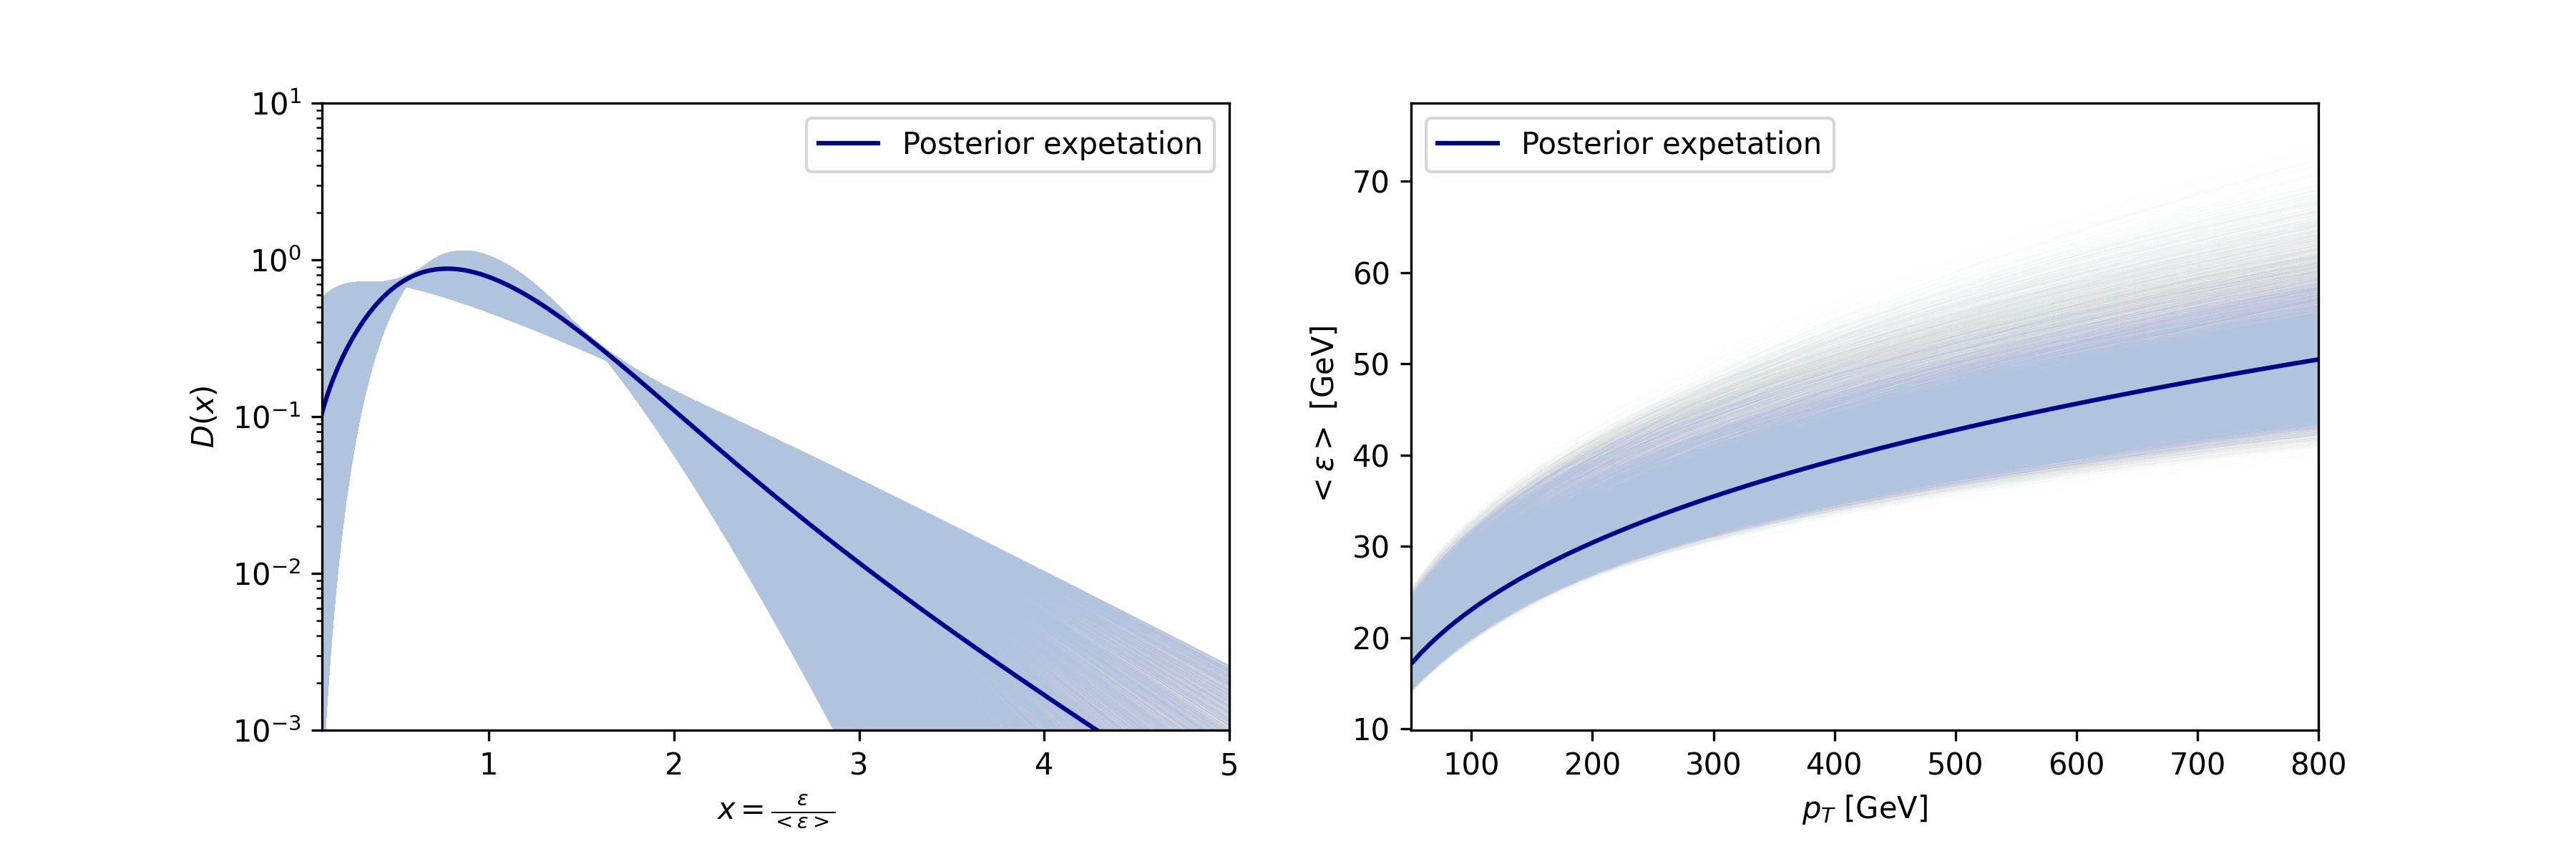 Posterior expetation
10^1
10^0
10^-1
10^-2
10^-3
D(x)
1 2 3 4 5
x = ε / <ε>
Posterior expetation
70
60
50
40
30
20
10
<ε> [GeV]
100 200 300 400 500 600 700 800
p_T [GeV]